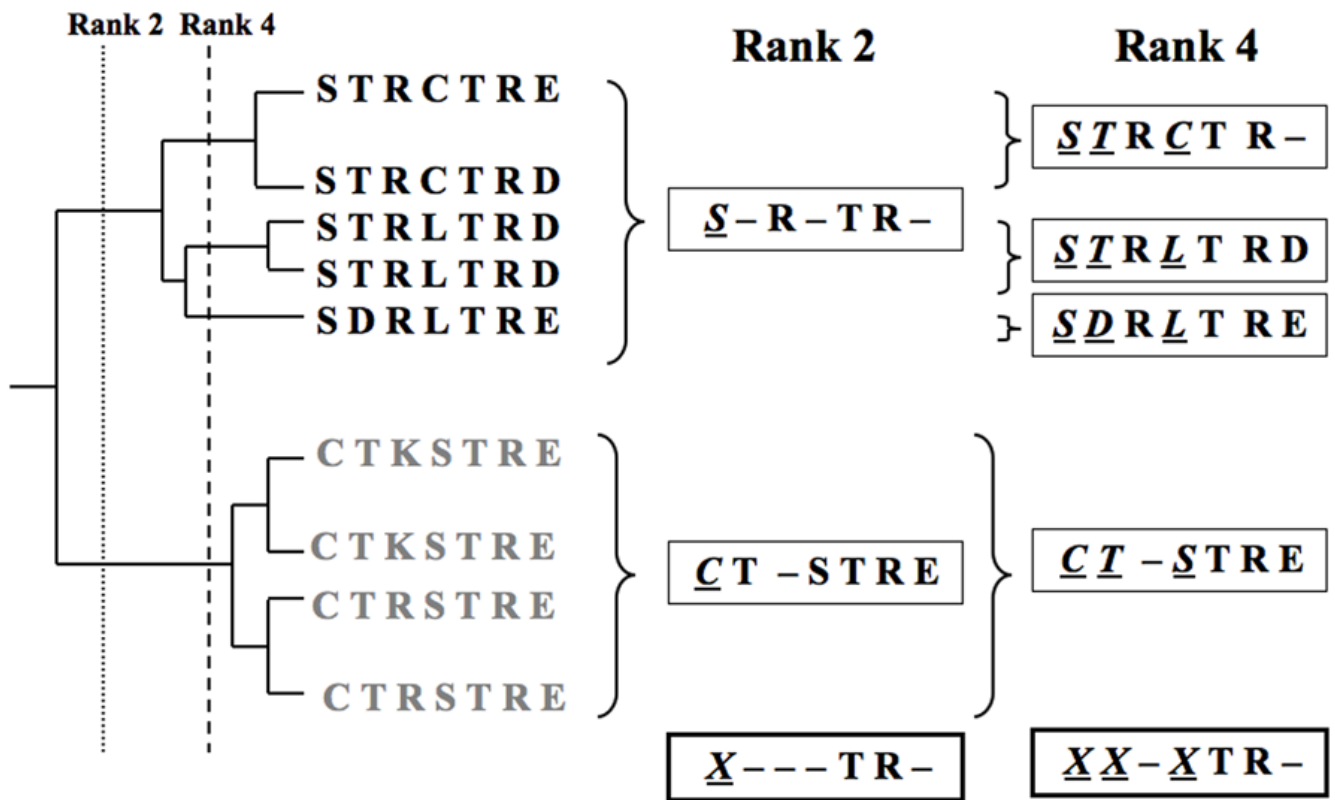 Rank 2 Rank 4
Rank 2
Rank 4
S T R C T R E
S T R C T R D
S T R L T R D
S T R L T R D
S D R L T R E
S – R – T R –
S T R C T R –
S T R L T R D
S D R L T R E
C T K S T R E
C T K S T R E
C T R S T R E
C T R S T R E
C T – S T R E
C T – S T R E
X – – – T R –
X X – X T R –